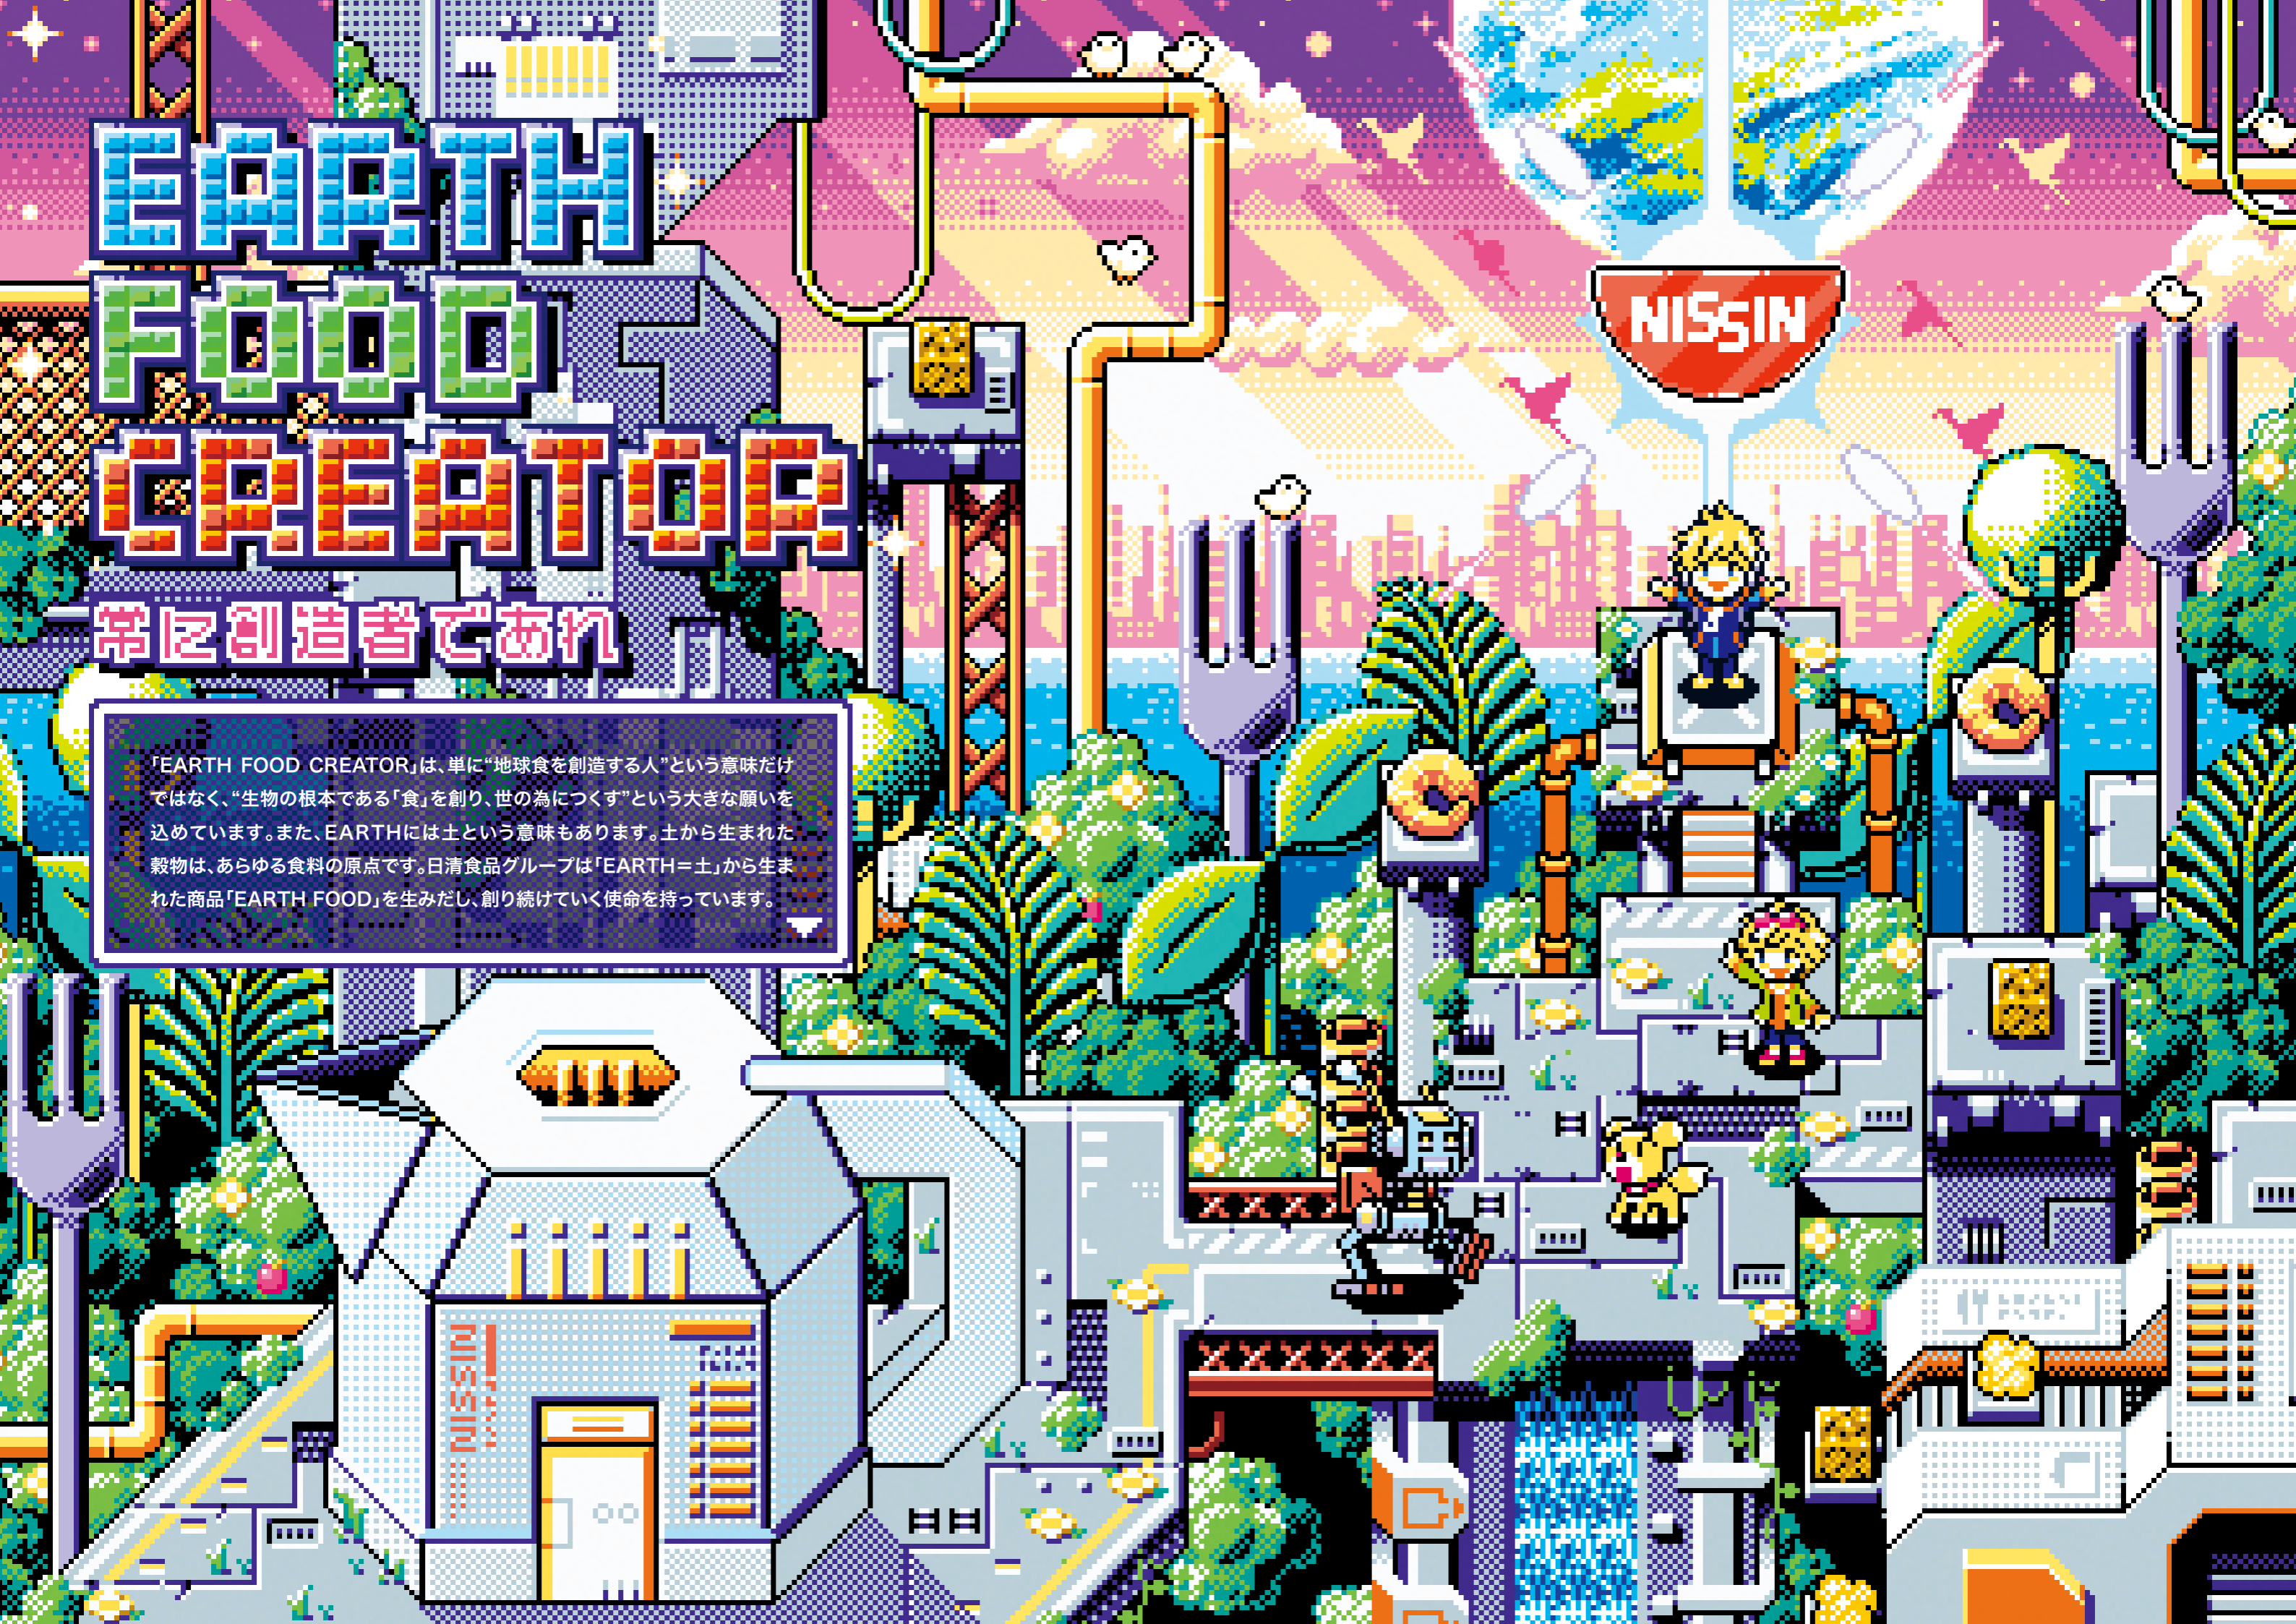 EARTH
FOOD
CREATOR
常に創造者であれ
「EARTH FOOD CREATOR」は、単に“地球食を創造する人”という意味だけ
ではなく、“生物の根本である「食」を創り、世の為につくす”という大きな願いを
込めています。また、EARTHには土という意味もあります。土から生まれた
穀物は、あらゆる食料の原点です。日清食品グループは「EARTH＝土」から生ま
れた商品「EARTH FOOD」を生みだし、創り続けていく使命を持っています。
NISSIN
NISSIN